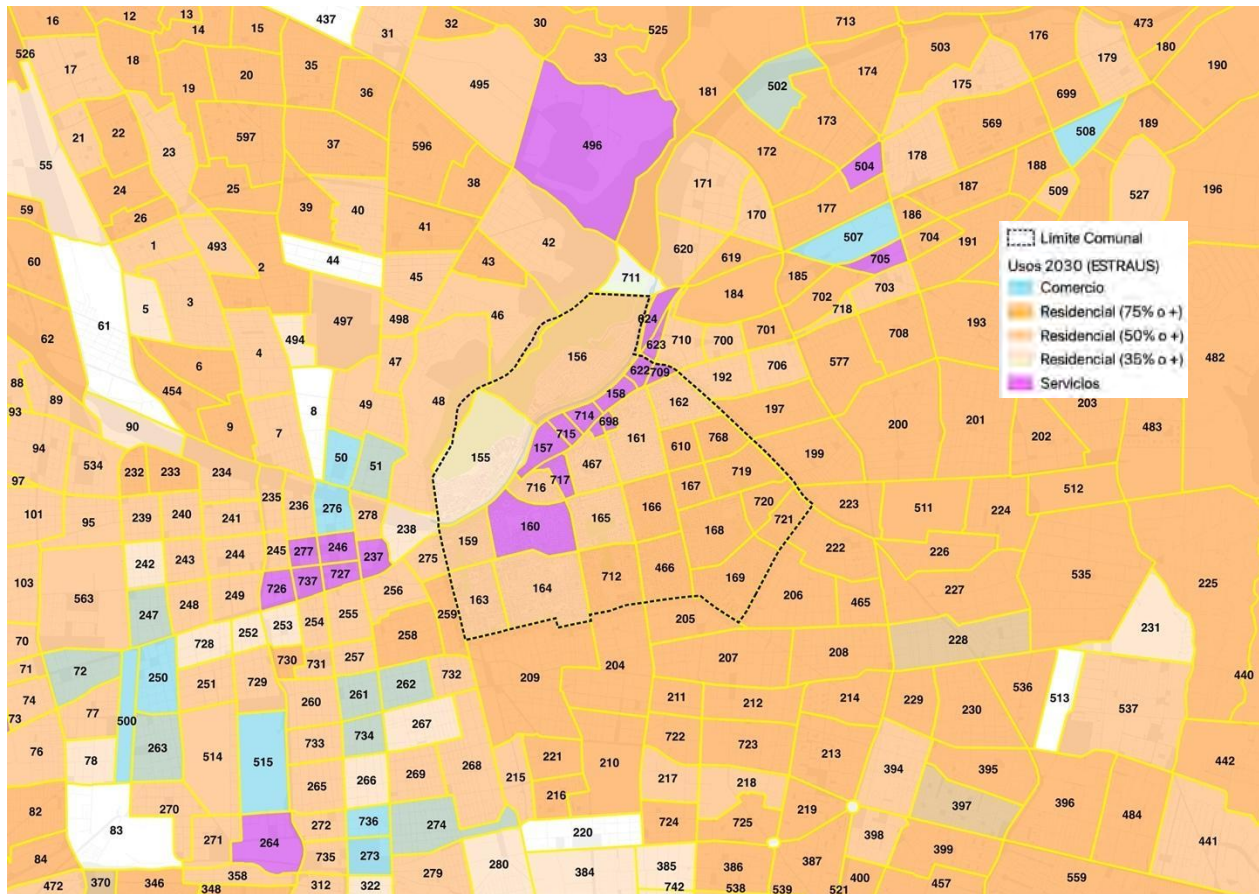 16 12 13 14 15 437 31 32 30 33 525 713 503 176 473 180
526 17 18 19 20 35 36 495 496 181 502 174 173 175 179 699 190
55 21 22 23 597 37 596 172 504 178 569 508 189
24 25 39 40 38 171 170 177 187 188 509 527 196
59 26 1 493 2 41 42 620 619 507 186 704 191
60 44 45 43 711 185 705 703
61 5 3 497 498 46 624 184 702 718
62 4 494 47 156 623 710 700 701 577 708 193 482
6 622 709 192 706
88 89 454 8 49 48 158 162 203
93 90 9 7 714 698 197 200 201 202 483
94 534 232 233 234 50 51 155 157 715 161 610 768 199
97 235 716 717 467 167 719 512
101 95 239 240 241 236 276 278 238 160 165 166 720 721 223 511 224
242 243 244 245 277 246 237 275 159 168 222 226
103 563 247 248 249 726 737 727 256 163 164 712 466 169 206 465 227 535 225
70 728 252 253 254 255 258 259 205 231
71 72 250 251 729 730 731 257 732 209 204 207 208 228 440
74 77 260 261 262 211 212 214 229 230 536 513 537
73 76 500 263 514 515 733 734 267 722 723 213
78 265 266 269 268 215 221 210 217 218 394 395 442
82 83 270 216 219 397 396 484
84 271 264 272 736 274 220 724 725 398 441
735 273 279 280 384 385 386 387 399
472 370 346 348 358 312 322 742 538 539 521 400 457 559
Límite Comunal
Usos 2030 (ESTRAUS)
Comercio
Residencial (75% o +)
Residencial (50% o +)
Residencial (35% o +)
Servicios